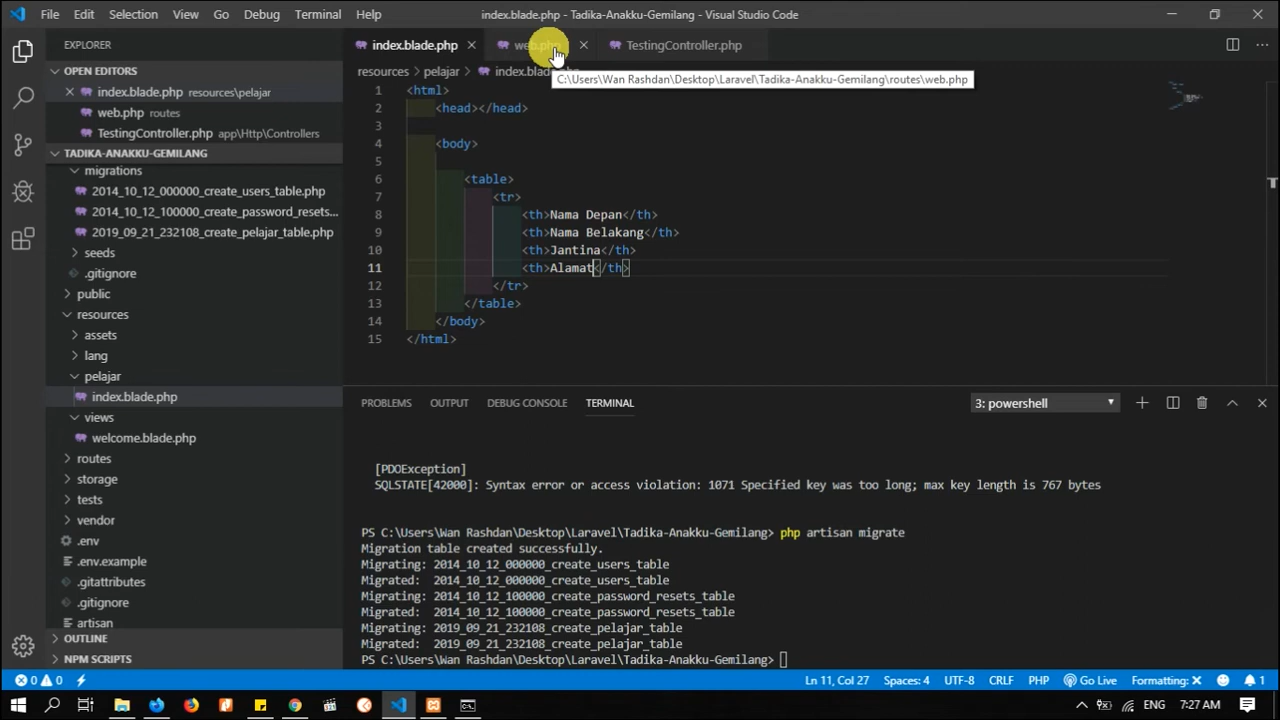 File Edit Selection View Go Debug Terminal Help
index.blade.php - Tadika-Anakku-Gemilang - Visual Studio Code
EXPLORER
OPEN EDITORS
index.blade.php resources\pelajar
web.php routes
TestingController.php app\Http\Controllers
TADIKA-ANAKKU-GEMILANG
migrations
2014_10_12_000000_create_users_table.php
2014_10_12_100000_create_password_resets...
2019_09_21_232108_create_pelajar_table.php
seeds
.gitignore
public
resources
assets
lang
pelajar
index.blade.php
views
welcome.blade.php
routes
storage
tests
vendor
.env
.env.example
.gitattributes
.gitignore
artisan
OUTLINE
NPM SCRIPTS
index.blade.php web.php TestingController.php
resources pelajar index.blade.php
C:\Users\Wan Rashdan\Desktop\Laravel\Tadika-Anakku-Gemilang\routes\web.php
1 <html>
2 <head></head>
3
4 <body>
5
6 <table>
7 <tr>
8 <th>Nama Depan</th>
9 <th>Nama Belakang</th>
10 <th>Jantina</th>
11 <th>Alamat</th>
12 </tr>
13 </table>
14 </body>
15 </html>
PROBLEMS OUTPUT DEBUG CONSOLE TERMINAL
3: powershell
[PDOException]
SQLSTATE[42000]: Syntax error or access violation: 1071 Specified key was too long; max key length is 767 bytes
PS C:\Users\Wan Rashdan\Desktop\Laravel\Tadika-Anakku-Gemilang> php artisan migrate
Migration table created successfully.
Migrating: 2014_10_12_000000_create_users_table
Migrated: 2014_10_12_000000_create_users_table
Migrating: 2014_10_12_100000_create_password_resets_table
Migrated: 2014_10_12_100000_create_password_resets_table
Migrating: 2019_09_21_232108_create_pelajar_table
Migrated: 2019_09_21_232108_create_pelajar_table
PS C:\Users\Wan Rashdan\Desktop\Laravel\Tadika-Anakku-Gemilang>
0 0 Ln 11, Col 27 Spaces: 4 UTF-8 CRLF PHP Go Live Formatting: × 1
7:27 AM